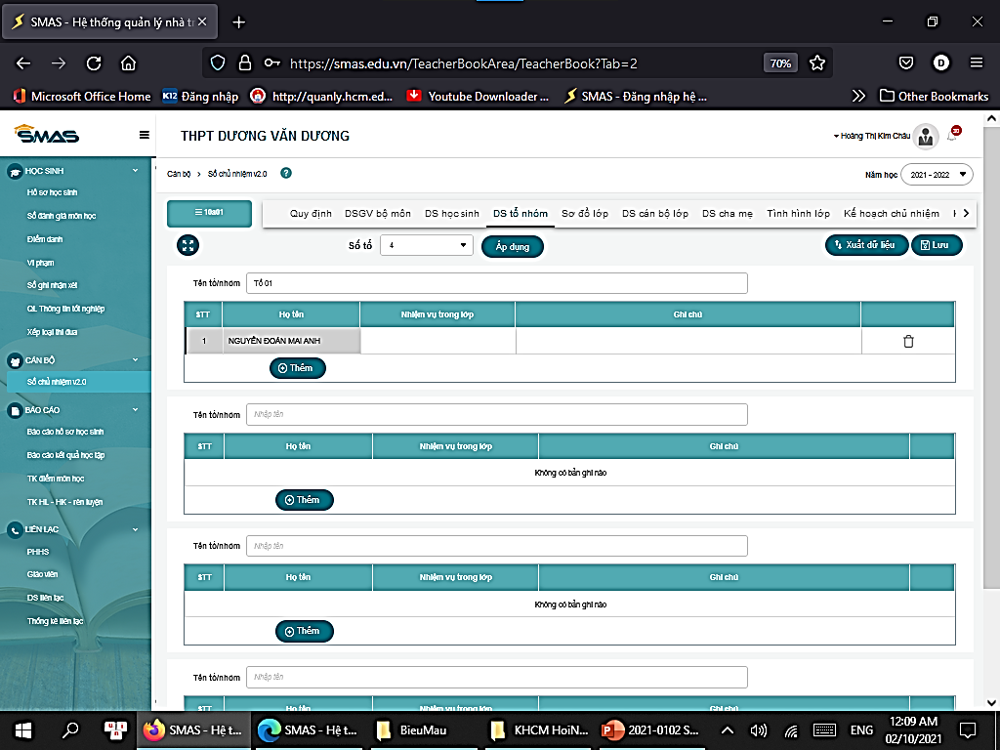 SMAS - Hệ thống quản lý nhà tr
https://smas.edu.vn/TeacherBookArea/TeacherBook?Tab=2
70%
Microsoft Office Home
K12 Đăng nhập
http://quanly.hcm.ed...
Youtube Downloader ...
SMAS - Đăng nhập hệ ...
Other Bookmarks
SMAS
THPT DƯƠNG VĂN DƯƠNG
Hoàng Thị Kim Châu
30
HỌC SINH
Hồ sơ học sinh
Sổ đánh giá môn học
Điểm danh
Vi phạm
Sổ ghi nhận xét
QL Thông tin tốt nghiệp
Xếp loại thi đua
CÁN BỘ
Sổ chủ nhiệm v2.0
BÁO CÁO
Báo cáo hồ sơ học sinh
Báo cáo kết quả học tập
TK điểm môn học
TK HL - HK - rèn luyện
LIÊN LẠC
PHHS
Giáo viên
DS liên lạc
Thống kê liên lạc
Cán bộ > Sổ chủ nhiệm v2.0 ?
Năm học 2021 - 2022
10a01
Quy định DSGV bộ môn DS học sinh DS tổ nhóm Sơ đồ lớp DS cán bộ lớp DS cha mẹ Tình hình lớp Kế hoạch chủ nhiệm
Số tổ 4 Áp dụng Xuất dữ liệu Lưu
Tên tổ/nhóm Tổ 01
STT Họ tên Nhiệm vụ trong lớp Ghi chú
1 NGUYỄN ĐOÀN MAI ANH
Thêm
Tên tổ/nhóm Nhập tên
STT Họ tên Nhiệm vụ trong lớp Ghi chú
Không có bản ghi nào
Thêm
Tên tổ/nhóm Nhập tên
STT Họ tên Nhiệm vụ trong lớp Ghi chú
Không có bản ghi nào
Thêm
Tên tổ/nhóm Nhập tên
STT Họ tên Nhiệm vụ trong lớp Ghi chú
SMAS - Hệ t...
SMAS - Hệ t...
BieuMau
KHCM HoiN...
2021-0102 S...
ENG
12:09 AM
02/10/2021